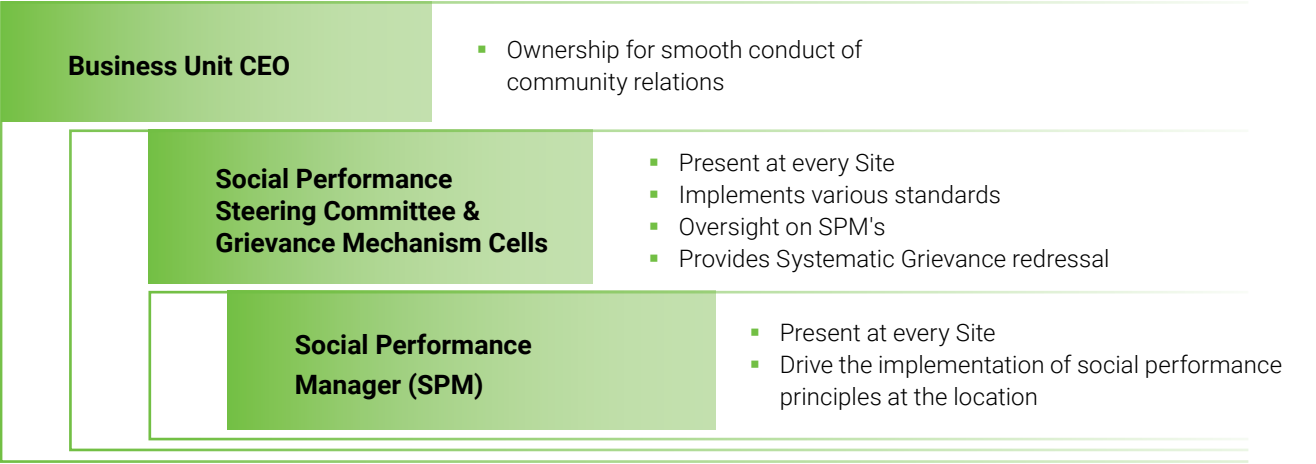 Business Unit CEO
▪ Ownership for smooth conduct of
community relations
Social Performance
Steering Committee &
Grievance Mechanism Cells
▪ Present at every Site
▪ Implements various standards
▪ Oversight on SPM's
▪ Provides Systematic Grievance redressal
Social Performance
Manager (SPM)
▪ Present at every Site
▪ Drive the implementation of social performance
principles at the location